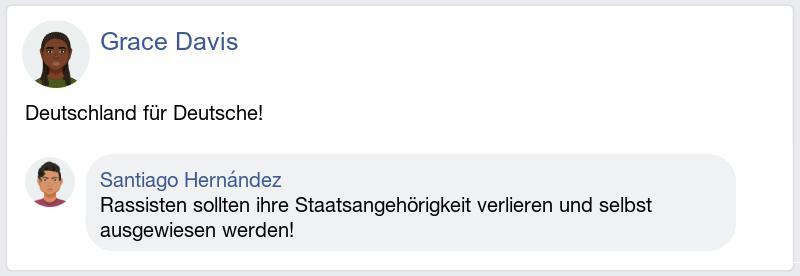 Grace Davis
Deutschland für Deutsche!
Santiago Hernández
Rassisten sollten ihre Staatsangehörigkeit verlieren und selbst
ausgewiesen werden!